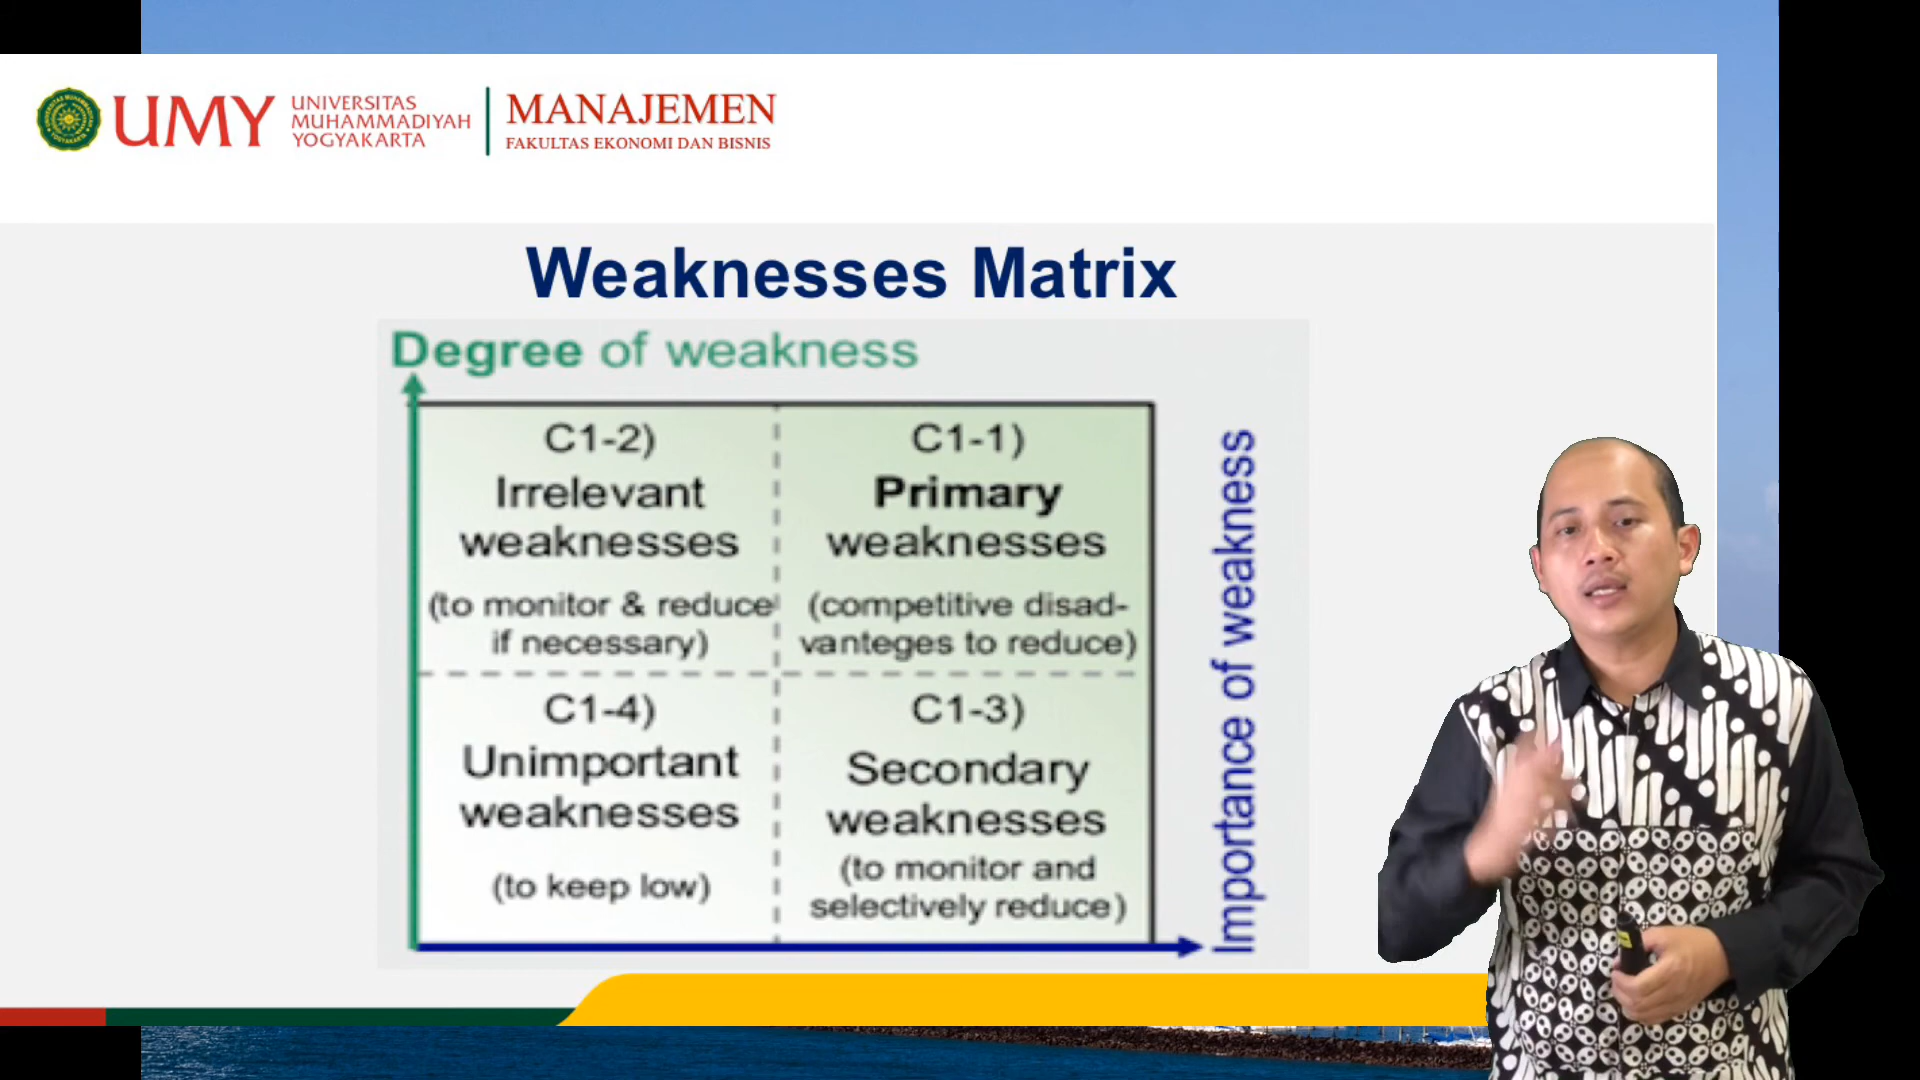 UMY
UNIVERSITAS
MUHAMMADIYAH
YOGYAKARTA
MANAJEMEN
FAKULTAS EKONOMI DAN BISNIS
Weaknesses Matrix
Degree of weakness
C1-2)
Irrelevant
weaknesses
(to monitor & reduce
if necessary)
C1-1)
Primary
weaknesses
(competitive disad-
vanteges to reduce)
C1-4)
Unimportant
weaknesses
(to keep low)
C1-3)
Secondary
weaknesses
(to monitor and
selectively reduce)
Importance of weakness